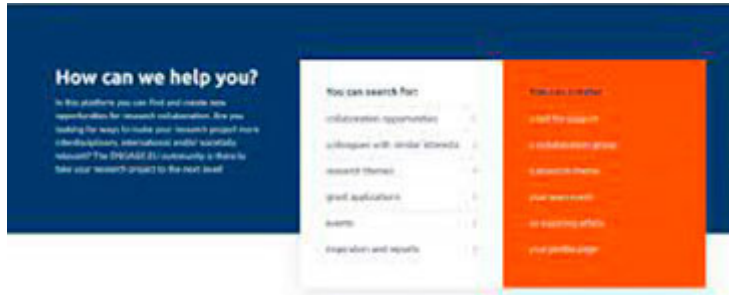 How can we help you?
In this platform you can find and create new
opportunities for research collaboration. Are you
looking for ways to make your research project more
interdisciplinary, international and/or societally
relevant? The ENGAGE.EU community is there to
take your research project to the next level!
You can search for:
collaboration opportunities
colleagues with similar interests
research themes
grant applications
events
inspiration and results
You can create:
a call for support
a collaboration group
a research theme
your own event
an inspiring article
your profile page